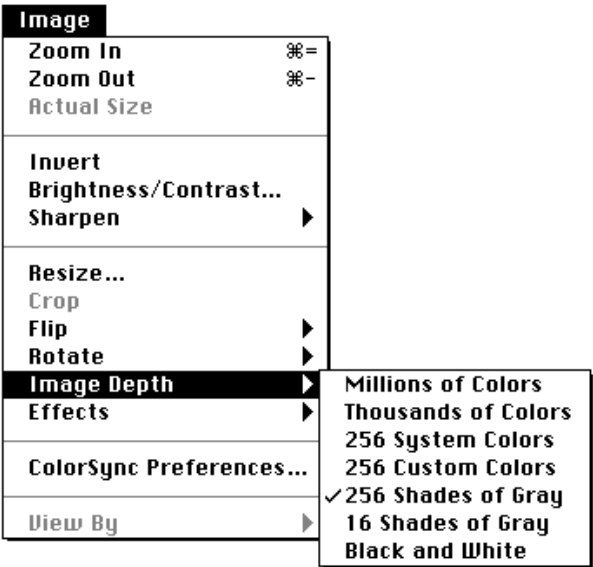 Image
Zoom In ⌘=
Zoom Out ⌘-
Actual Size
Invert
Brightness/Contrast...
Sharpen
Resize...
Crop
Flip
Rotate
Image Depth
Effects
ColorSync Preferences...
View By
Millions of Colors
Thousands of Colors
256 System Colors
256 Custom Colors
✓256 Shades of Gray
16 Shades of Gray
Black and White